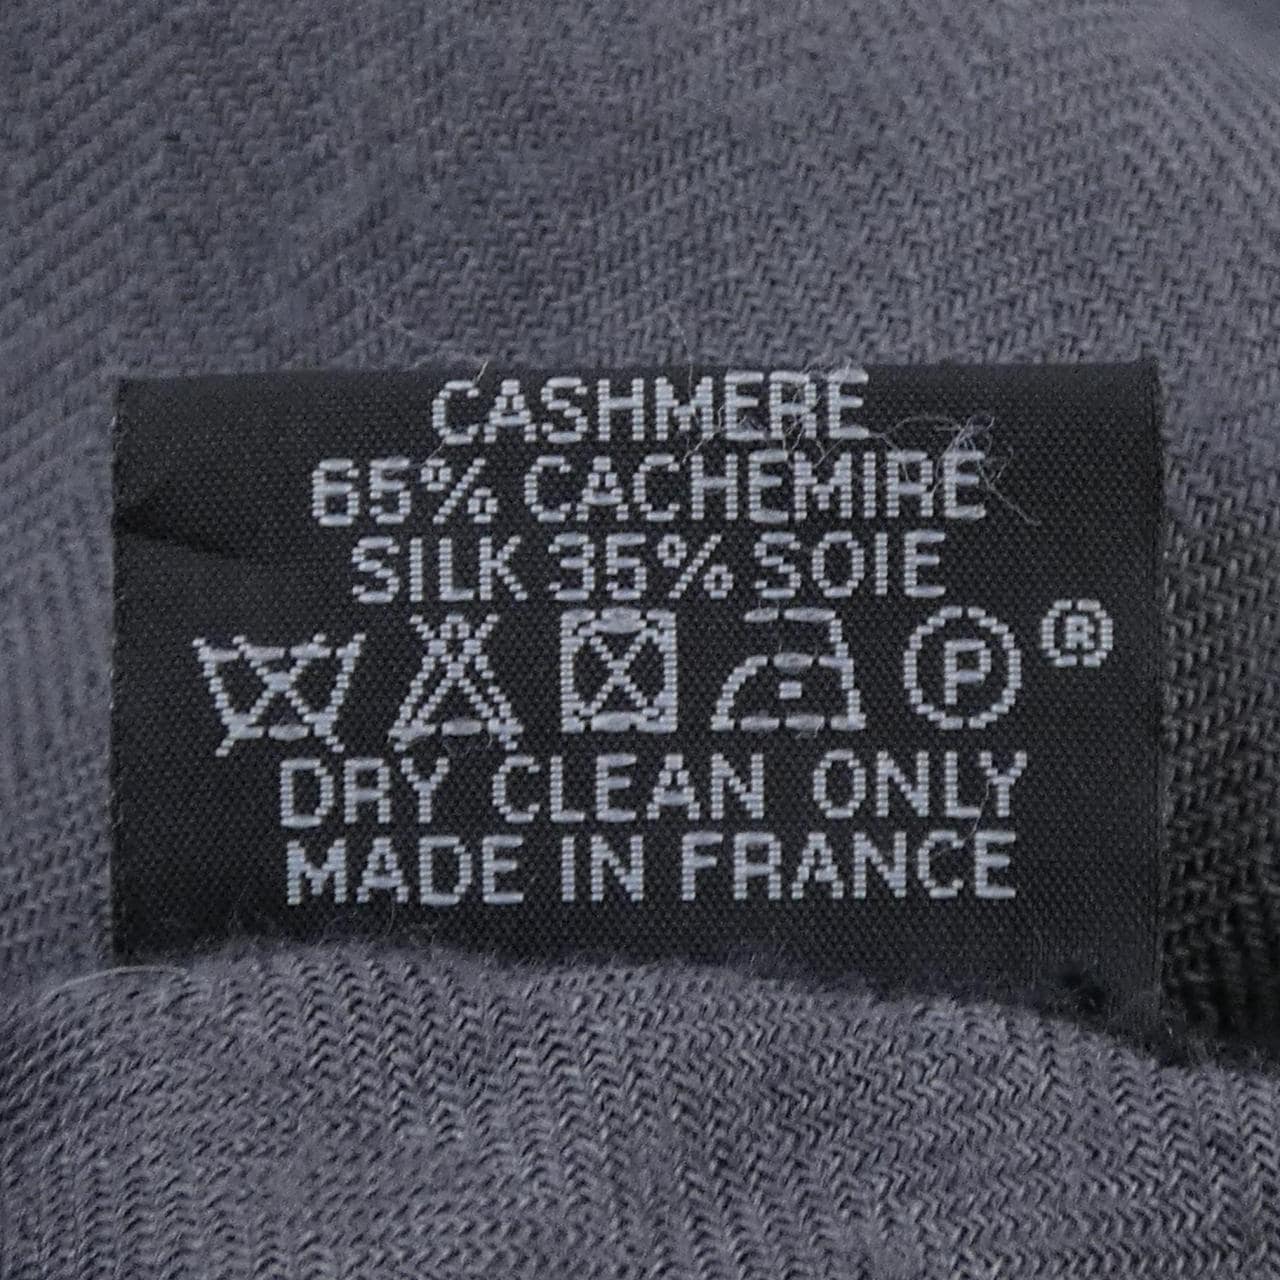 CASHMERE
65% CACHEMIRE
SILK 35% SOIE
P ®
DRY CLEAN ONLY
MADE IN FRANCE